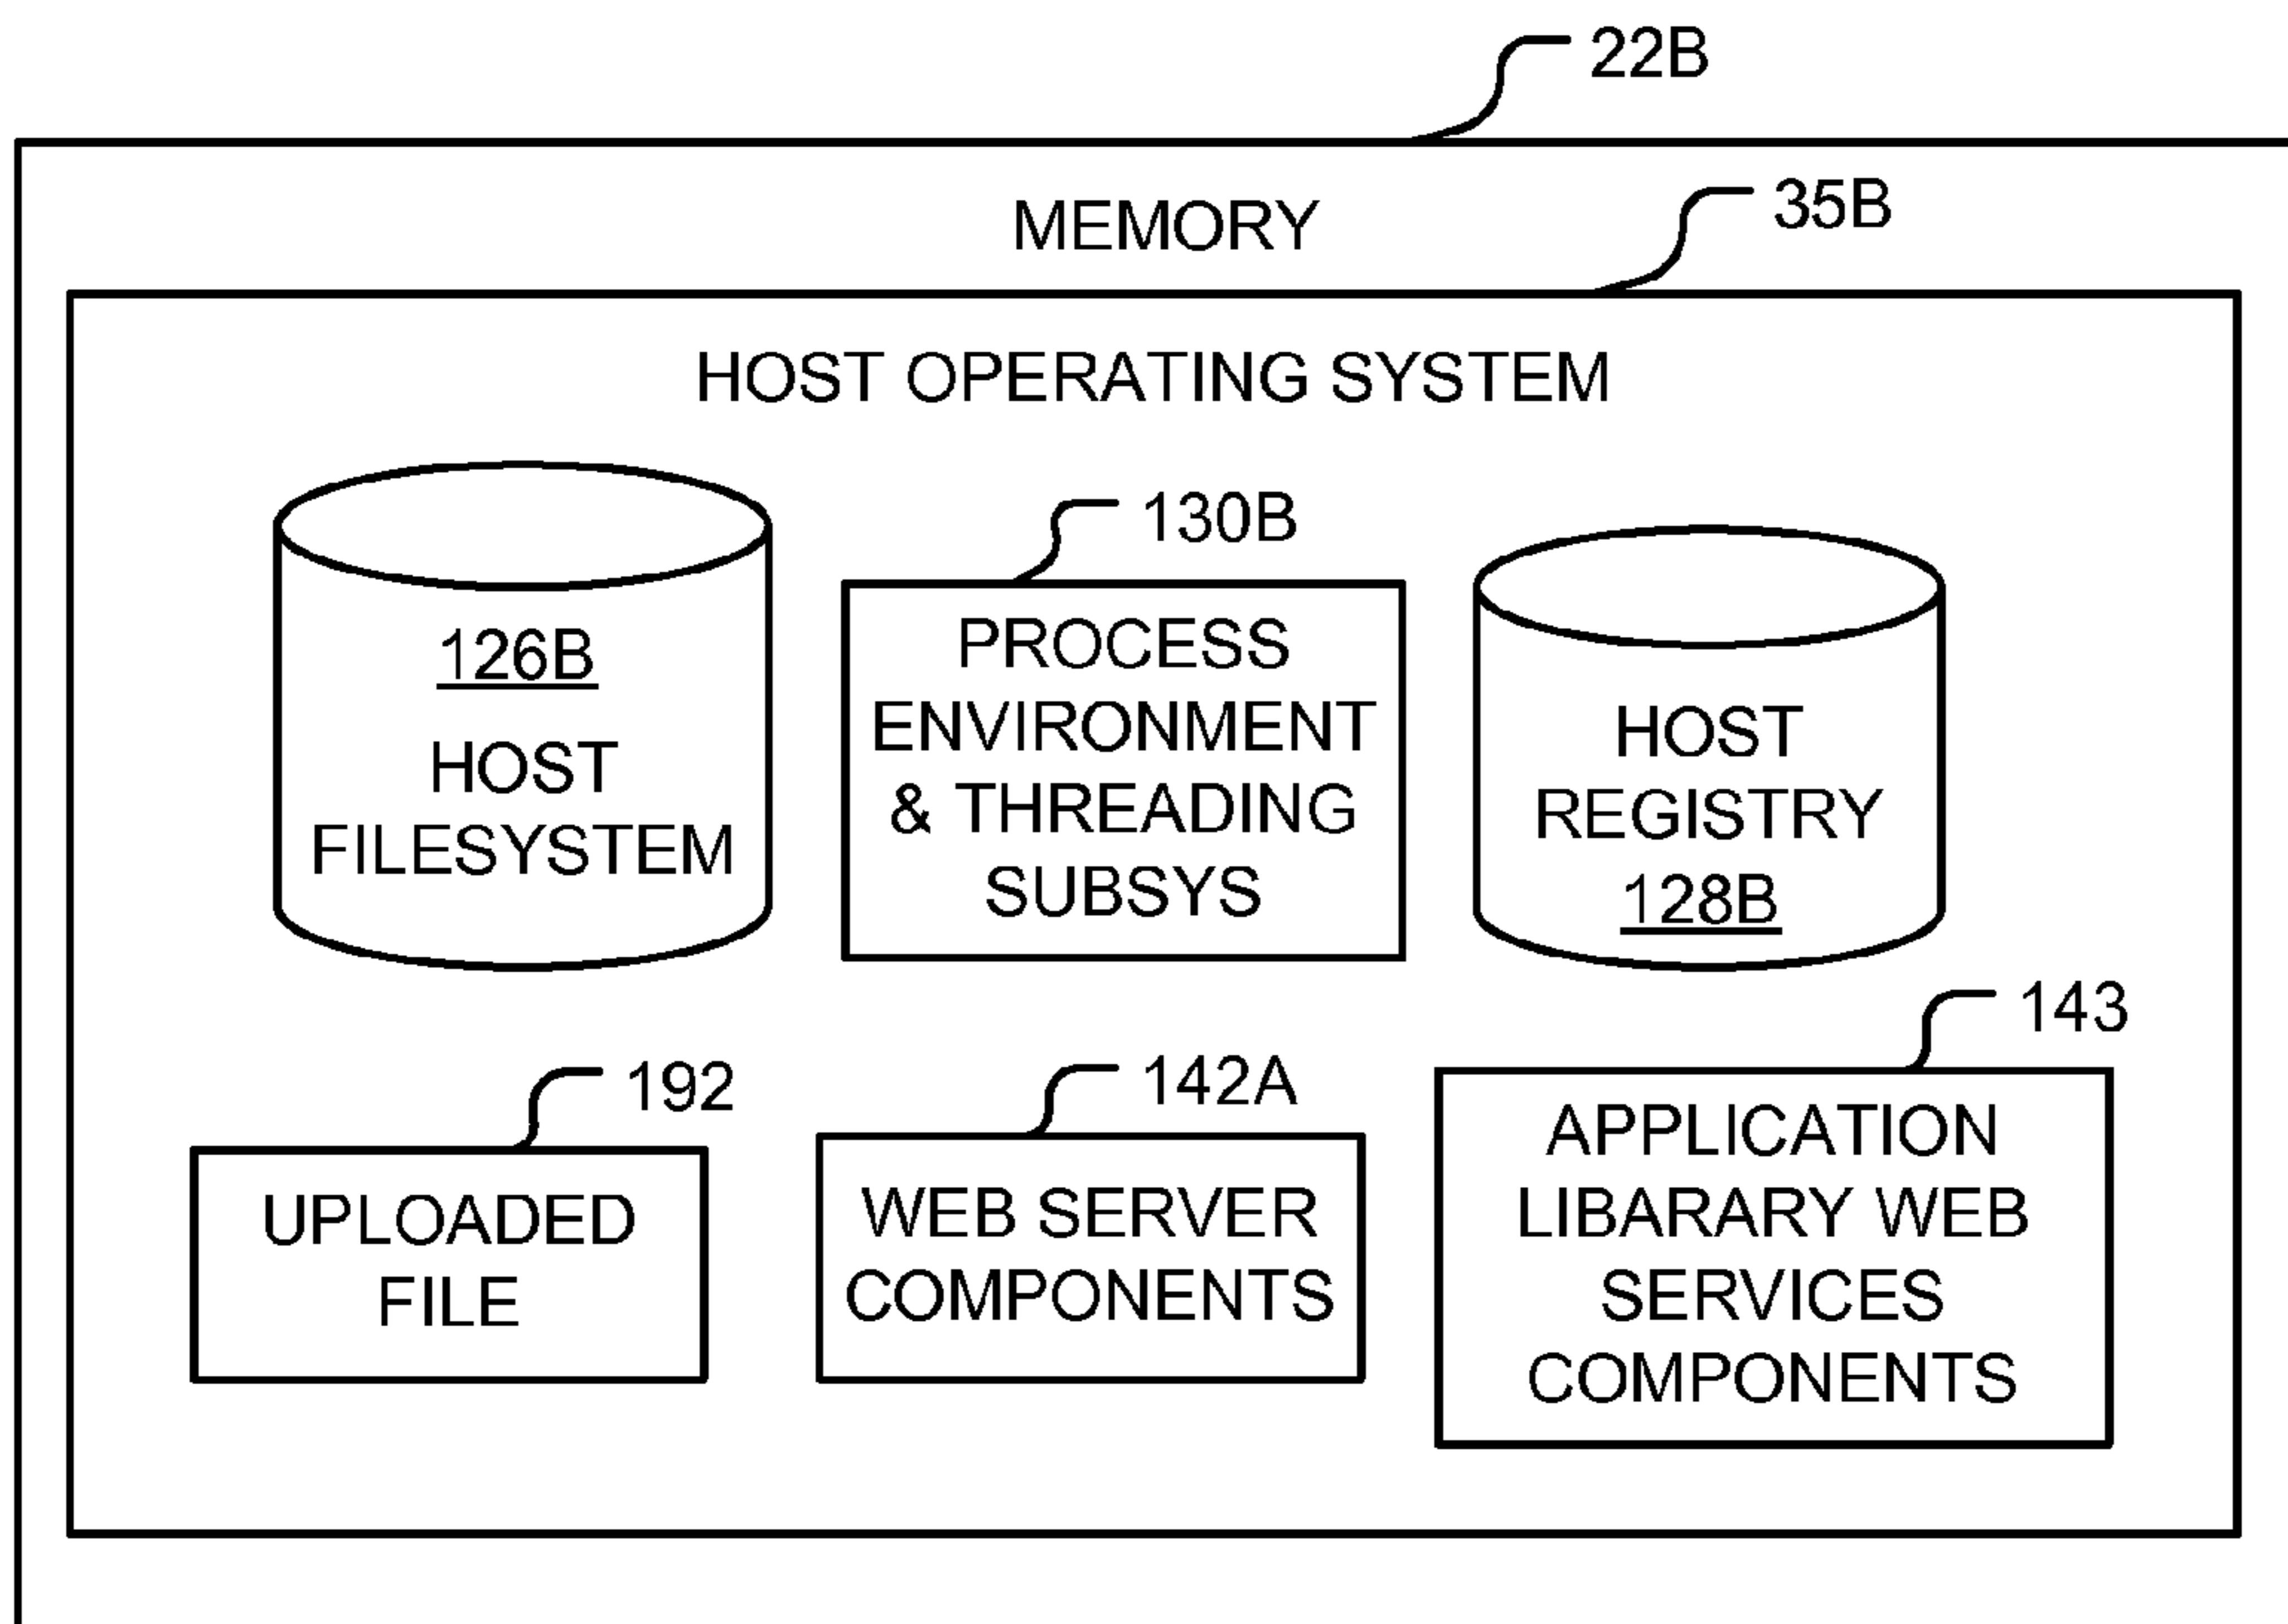 22B
MEMORY
35B
HOST OPERATING SYSTEM
126B
HOST
FILESYSTEM
130B
PROCESS
ENVIRONMENT
& THREADING
SUBSYS
HOST
REGISTRY
128B
192
UPLOADED
FILE
142A
WEB SERVER
COMPONENTS
143
APPLICATION
LIBARARY WEB
SERVICES
COMPONENTS